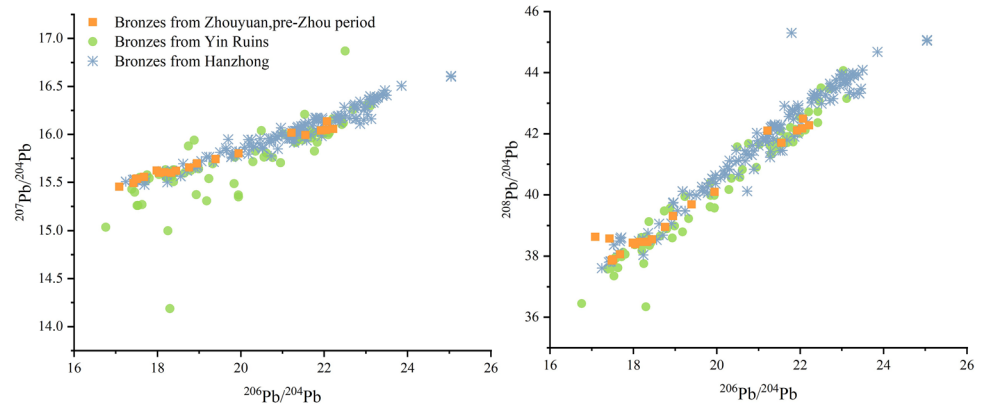 Bronzes from Zhouyuan,pre-Zhou period
Bronzes from Yin Ruins
Bronzes from Hanzhong
17.0
16.5
16.0
15.5
15.0
14.5
14.0
²⁰⁷Pb/²⁰⁴Pb
16 18 20 22 24 26
²⁰⁶Pb/²⁰⁴Pb
46
44
42
40
38
36
²⁰⁸Pb/²⁰⁴Pb
16 18 20 22 24 26
²⁰⁶Pb/²⁰⁴Pb